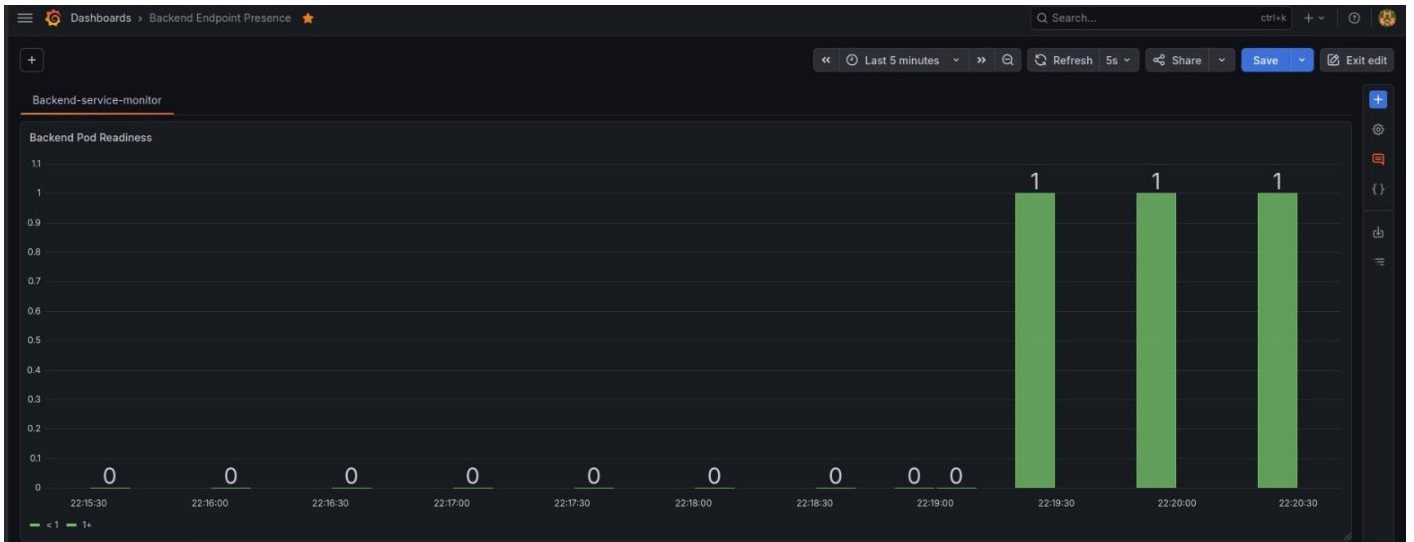 Dashboards › Backend Endpoint Presence
Search...
ctrl+k
Last 5 minutes
Refresh
5s
Share
Save
Exit edit
Backend-service-monitor
Backend Pod Readiness
1.1
1
0.9
0.8
0.7
0.6
0.5
0.4
0.3
0.2
0.1
0
0 0 0 0 0 0 0 0 0 1 1 1
22:15:30 22:16:00 22:16:30 22:17:00 22:17:30 22:18:00 22:18:30 22:19:00 22:19:30 22:20:00 22:20:30
< 1 1+